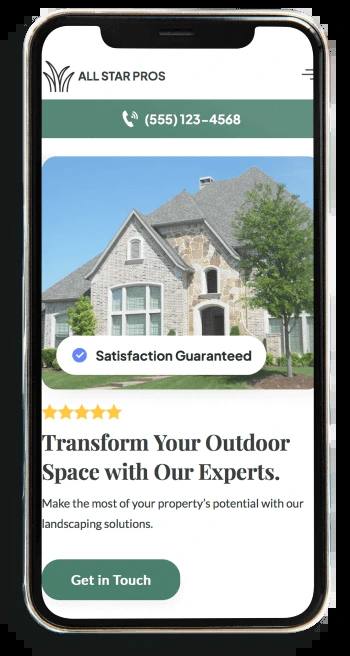 ALL STAR PROS
(555) 123-4568
Satisfaction Guaranteed
Transform Your Outdoor
Space with Our Experts.
Make the most of your property's potential with our
landscaping solutions.
Get in Touch